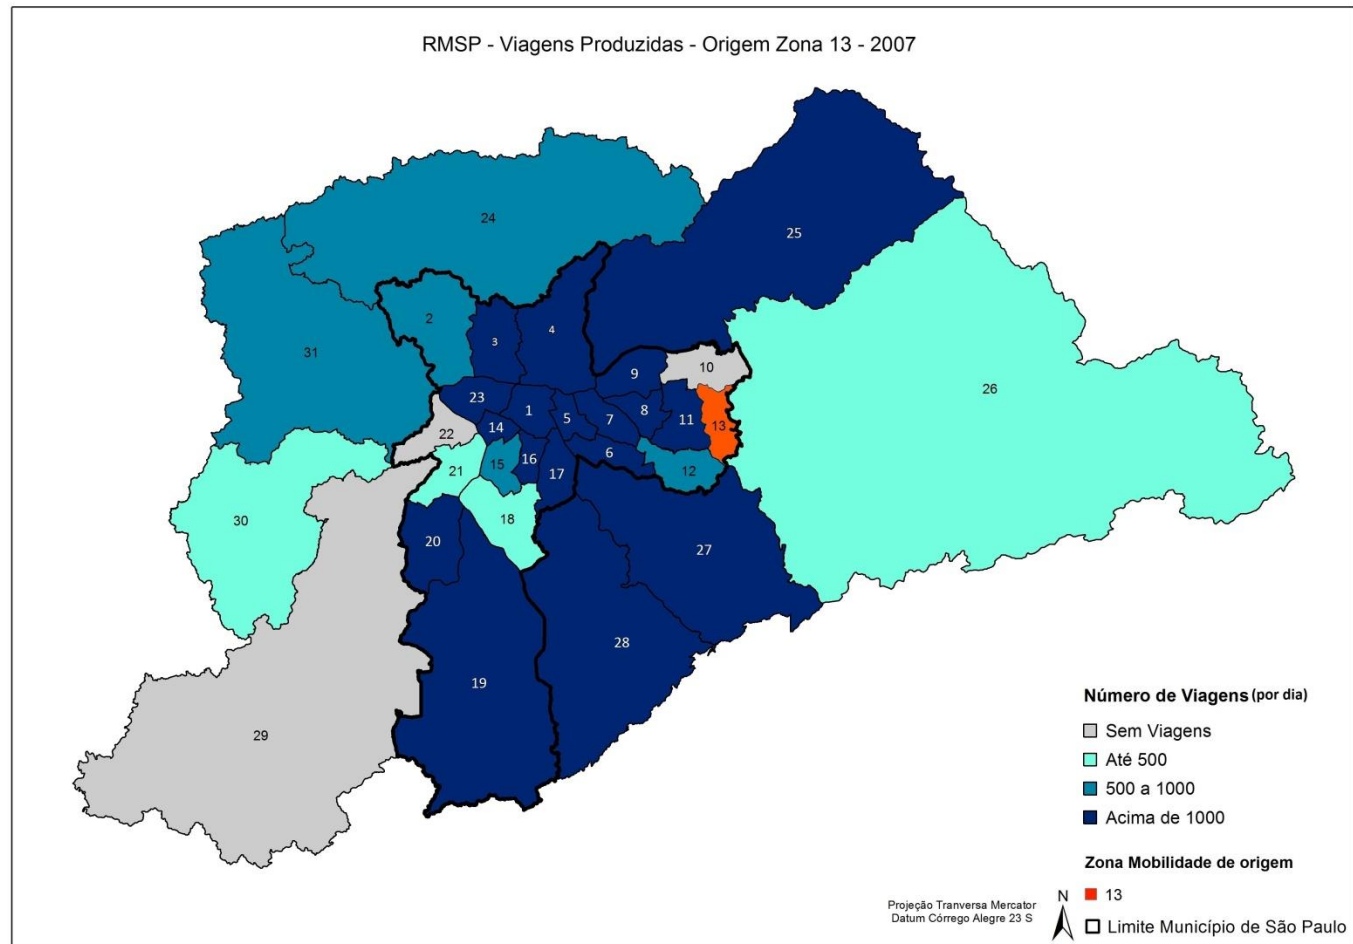 RMSP - Viagens Produzidas - Origem Zona 13 - 2007
24
25
2
3
4
31
9
10
26
23
1
5
7
8
11
13
14
22
16
6
15
17
12
21
30
18
20
27
28
19
29
Número de Viagens (por dia)
Sem Viagens
Até 500
500 a 1000
Acima de 1000
Zona Mobilidade de origem
13
Limite Município de São Paulo
Projeção Tranversa Mercator
Datum Córrego Alegre 23 S
N